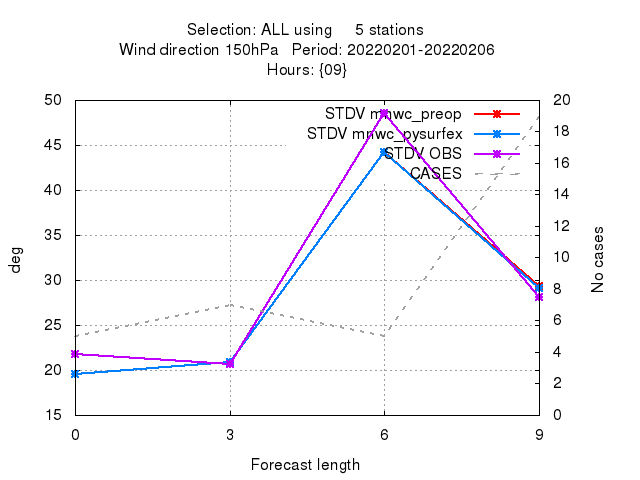 Selection: ALL using 5 stations
Wind direction 150hPa Period: 20220201-20220206
Hours: {09}
50
45
40
35
30
25
20
15
20
18
16
14
12
10
8
6
4
2
0
STDV mnwc_preop
STDV mnwc_pysurfex
STDV OBS
CASES
deg
No cases
0 3 6 9
Forecast length